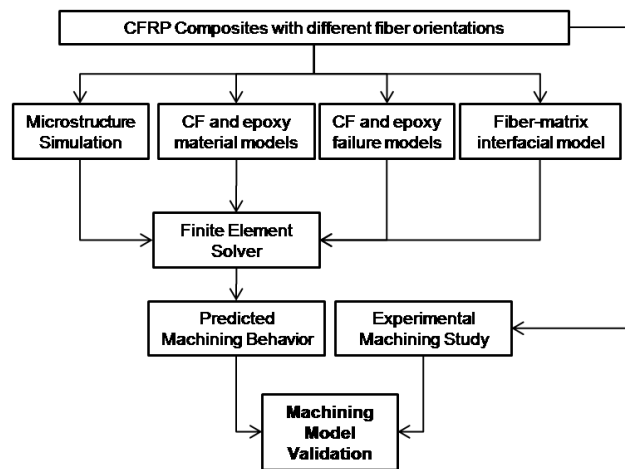 CFRP Composites with different fiber orientations
Microstructure
Simulation
CF and epoxy
material models
CF and epoxy
failure models
Fiber-matrix
interfacial model
Finite Element
Solver
Predicted
Machining Behavior
Experimental
Machining Study
Machining
Model
Validation